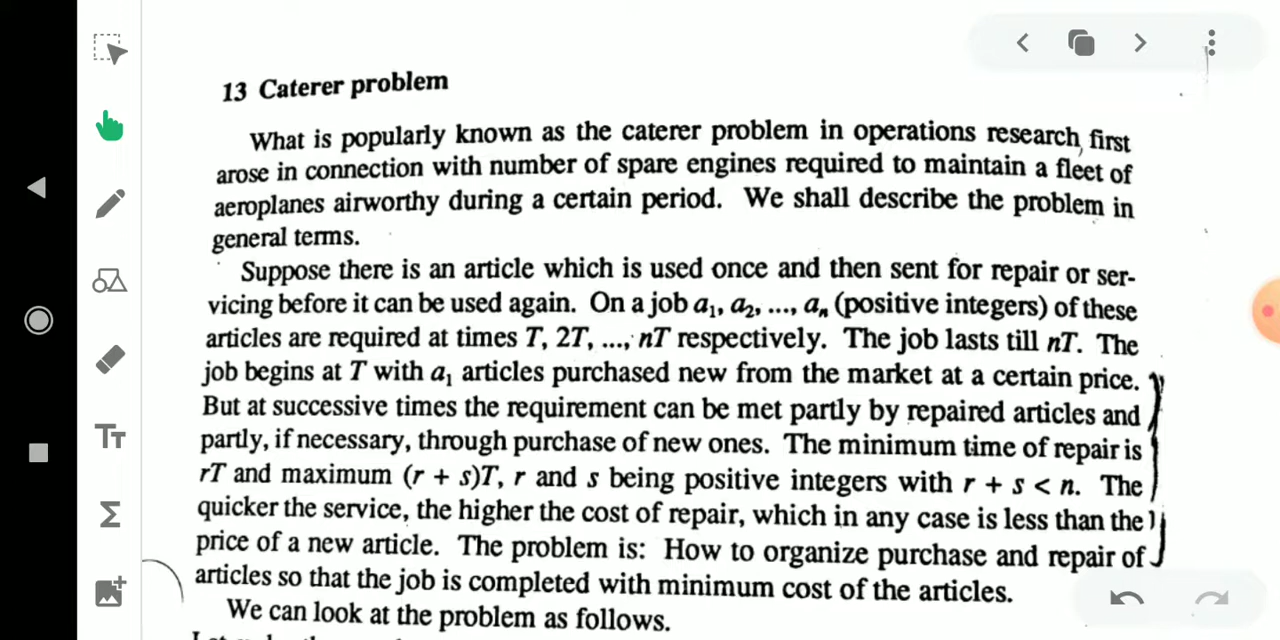 13 Caterer problem
What is popularly known as the caterer problem in operations research, first
arose in connection with number of spare engines required to maintain a fleet of
aeroplanes airworthy during a certain period. We shall describe the problem in
general terms.
Suppose there is an article which is used once and then sent for repair or ser-
vicing before it can be used again. On a job a₁, a₂, ..., aₙ (positive integers) of these
articles are required at times T, 2T, ..., nT respectively. The job lasts till nT. The
job begins at T with a₁ articles purchased new from the market at a certain price.
But at successive times the requirement can be met partly by repaired articles and
partly, if necessary, through purchase of new ones. The minimum time of repair is
rT and maximum (r + s)T, r and s being positive integers with r + s < n. The
quicker the service, the higher the cost of repair, which in any case is less than the
price of a new article. The problem is: How to organize purchase and repair of
articles so that the job is completed with minimum cost of the articles.
We can look at the problem as follows.
Tт
Σ